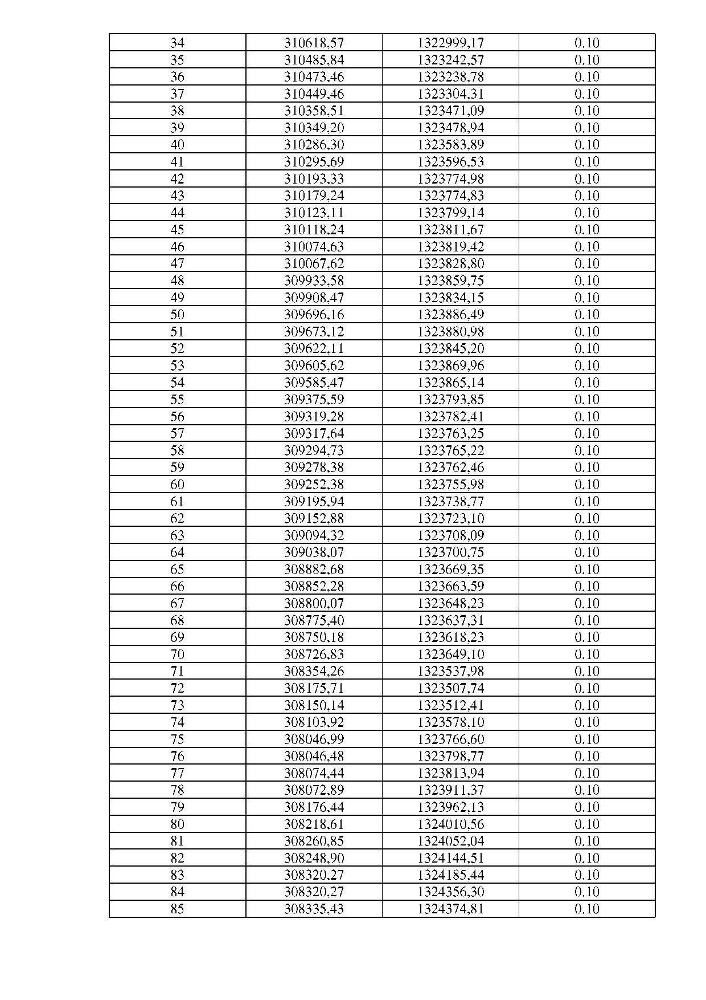 34 310618,57 1322999,17 0.10
35 310485,84 1323242,57 0.10
36 310473,46 1323238,78 0.10
37 310449,46 1323304,31 0.10
38 310358,51 1323471,09 0.10
39 310349,20 1323478,94 0.10
40 310286,30 1323583,89 0.10
41 310295,69 1323596,53 0.10
42 310193,33 1323774,98 0.10
43 310179,24 1323774,83 0.10
44 310123,11 1323799,14 0.10
45 310118,24 1323811,67 0.10
46 310074,63 1323819,42 0.10
47 310067,62 1323828,80 0.10
48 309933,58 1323859,75 0.10
49 309908,47 1323834,15 0.10
50 309696,16 1323886,49 0.10
51 309673,12 1323880,98 0.10
52 309622,11 1323845,20 0.10
53 309605,62 1323869,96 0.10
54 309585,47 1323865,14 0.10
55 309375,59 1323793,85 0.10
56 309319,28 1323782,41 0.10
57 309317,64 1323763,25 0.10
58 309294,73 1323765,22 0.10
59 309278,38 1323762,46 0.10
60 309252,38 1323755,98 0.10
61 309195,94 1323738,77 0.10
62 309152,88 1323723,10 0.10
63 309094,32 1323708,09 0.10
64 309038,07 1323700,75 0.10
65 308882,68 1323669,35 0.10
66 308852,28 1323663,59 0.10
67 308800,07 1323648,23 0.10
68 308775,40 1323637,31 0.10
69 308750,18 1323618,23 0.10
70 308726,83 1323649,10 0.10
71 308354,26 1323537,98 0.10
72 308175,71 1323507,74 0.10
73 308150,14 1323512,41 0.10
74 308103,92 1323578,10 0.10
75 308046,99 1323766,60 0.10
76 308046,48 1323798,77 0.10
77 308074,44 1323813,94 0.10
78 308072,89 1323911,37 0.10
79 308176,44 1323962,13 0.10
80 308218,61 1324010,56 0.10
81 308260,85 1324052,04 0.10
82 308248,90 1324144,51 0.10
83 308320,27 1324185,44 0.10
84 308320,27 1324356,30 0.10
85 308335,43 1324374,81 0.10